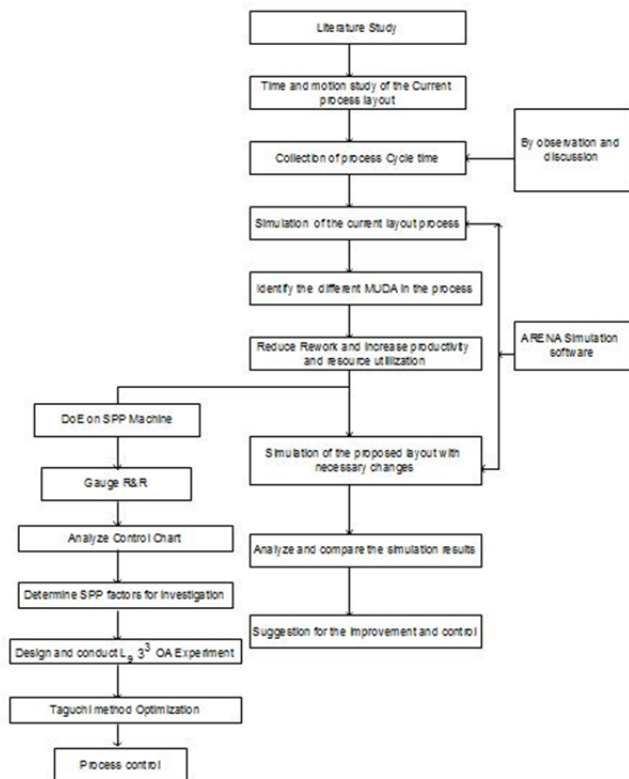 Literature Study
Time and motion study of the Current
process layout
By observation and
discussion
Collection of process Cycle time
Simulation of the current layout process
Identify the different MUDA in the process
Reduce Rework and increase productivity
and resource utilization
ARENA Simulation
software
DoE on SPP Machine
Simulation of the proposed layout with
necessary changes
Gauge R&R
Analyze Control Chart
Analyze and compare the simulation results
Determine SPP factors for investigation
Suggestion for the improvement and control
Design and conduct L₉ 3³ OA Experiment
Taguchi method Optimization
Process control